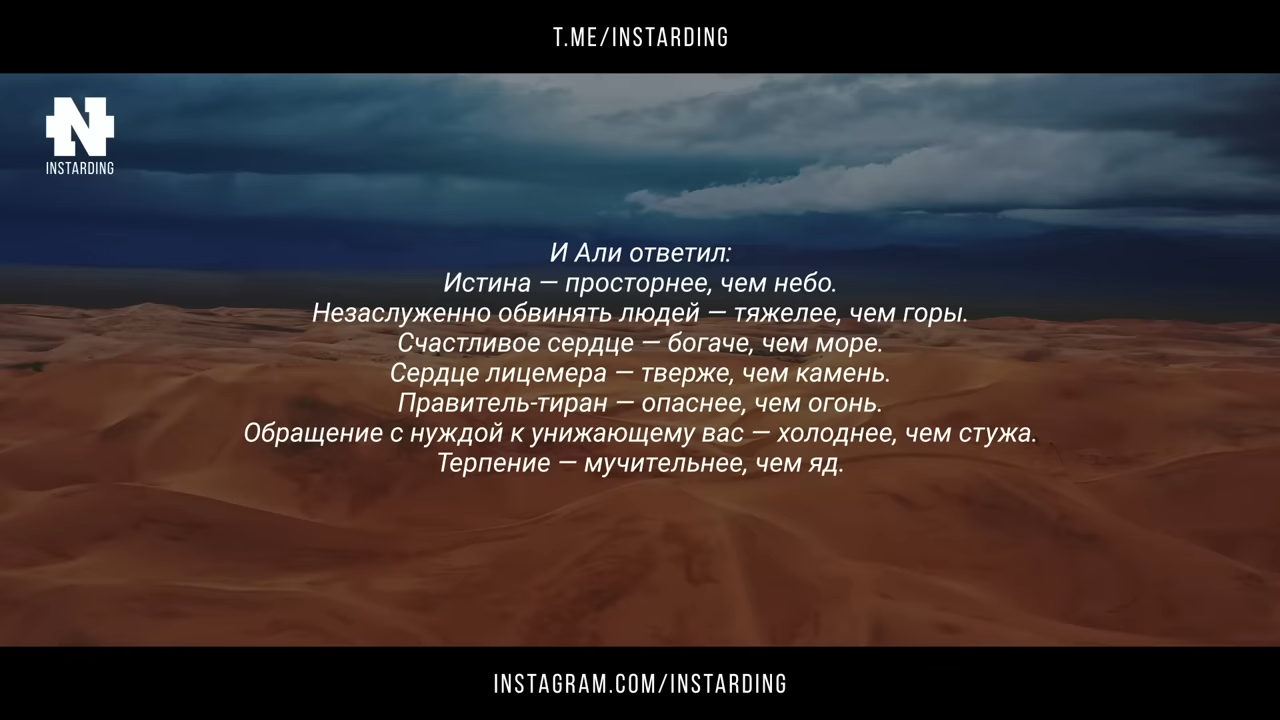 T.ME/INSTARDING
N
INSTARDING
И Али ответил:
Истина — просторнее, чем небо.
Незаслуженно обвинять людей — тяжелее, чем горы.
Счастливое сердце — богаче, чем море.
Сердце лицемера — тверже, чем камень.
Правитель-тиран — опаснее, чем огонь.
Обращение с нуждой к унижающему вас — холоднее, чем стужа.
Терпение — мучительнее, чем яд.
INSTAGRAM.COM/INSTARDING